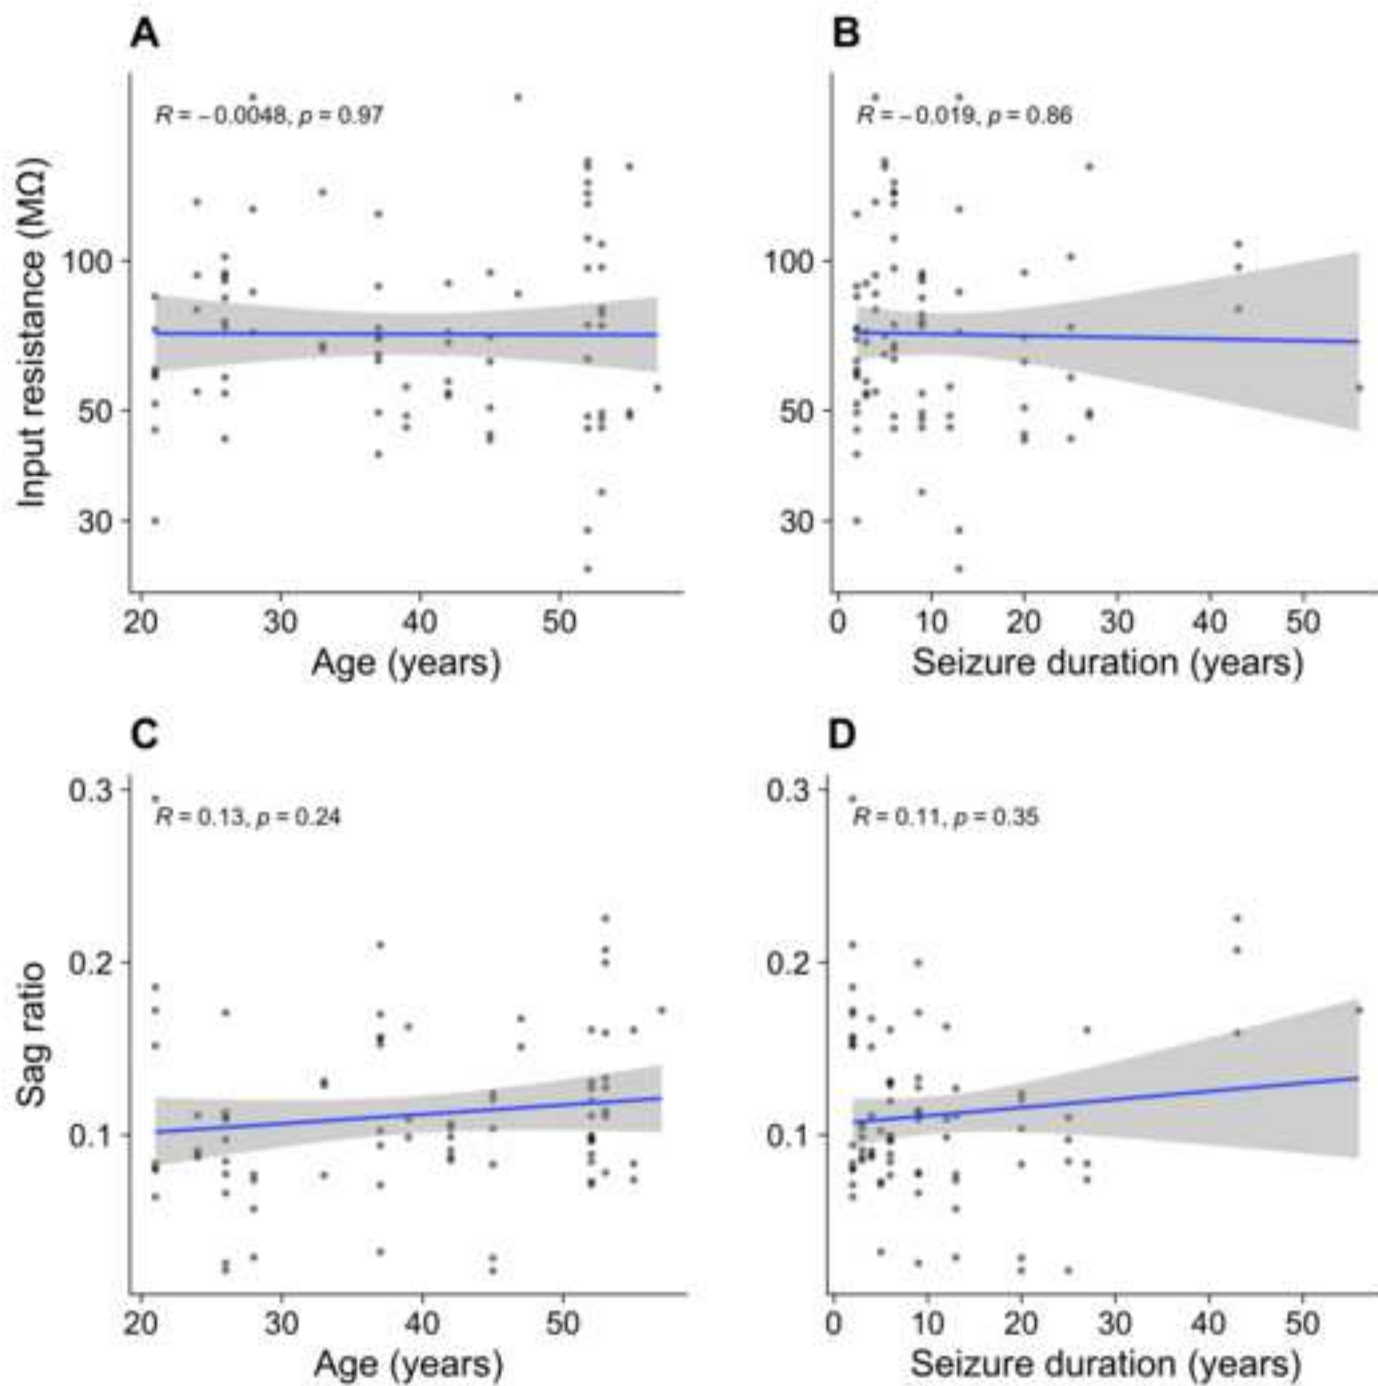 A
R = −0.0048, p = 0.97
Input resistance (MΩ)
100
50
30
20 30 40 50
Age (years)
B
R = −0.019, p = 0.86
100
50
30
0 10 20 30 40 50
Seizure duration (years)
C
R = 0.13, p = 0.24
Sag ratio
0.3
0.2
0.1
20 30 40 50
Age (years)
D
R = 0.11, p = 0.35
0.3
0.2
0.1
0 10 20 30 40 50
Seizure duration (years)